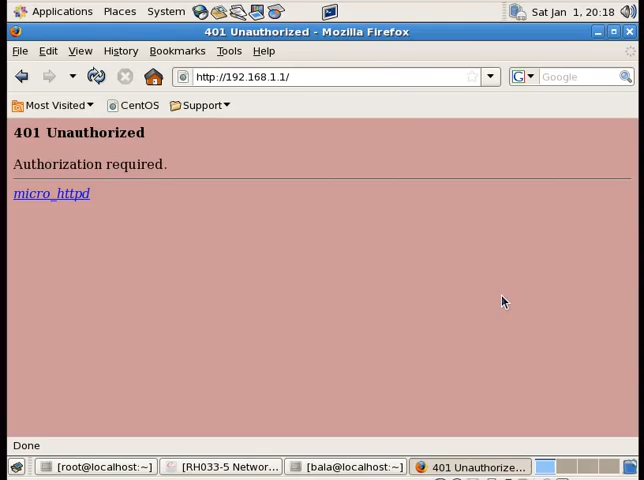 Applications Places System Sat Jan 1, 20:18
401 Unauthorized - Mozilla Firefox
File Edit View History Bookmarks Tools Help
http://192.168.1.1/ G Google
Most Visited CentOS Support
401 Unauthorized
Authorization required.
micro_httpd
Done
[root@localhost:~] [RH033-5 Networ... [bala@localhost:~] 401 Unauthorize...